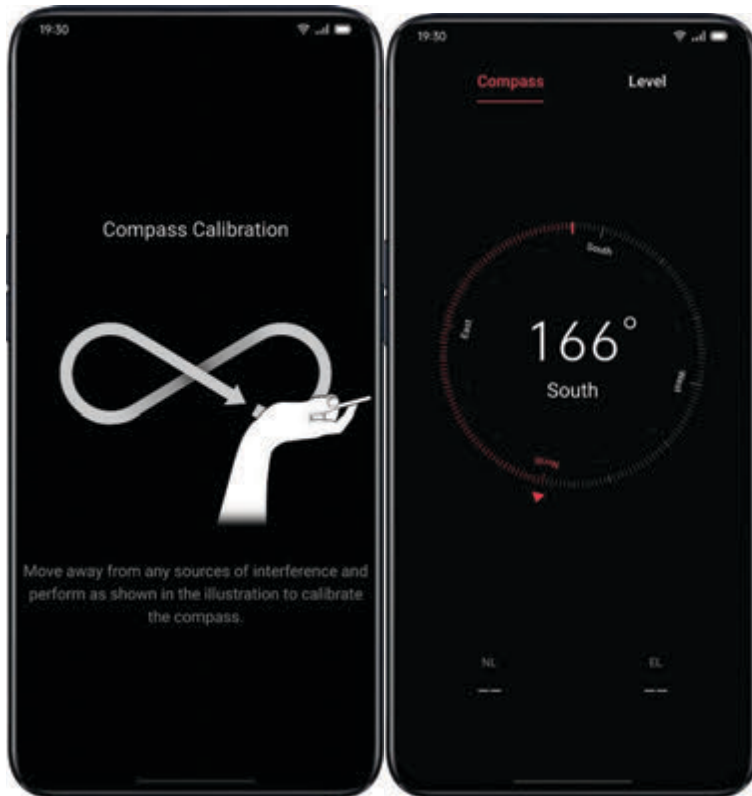 19:30
Compass Calibration
Move away from any sources of interference and
perform as shown in the illustration to calibrate
the compass.
19:30
Compass
Level
South
East
166°
South
West
North
NL
EL
--
--